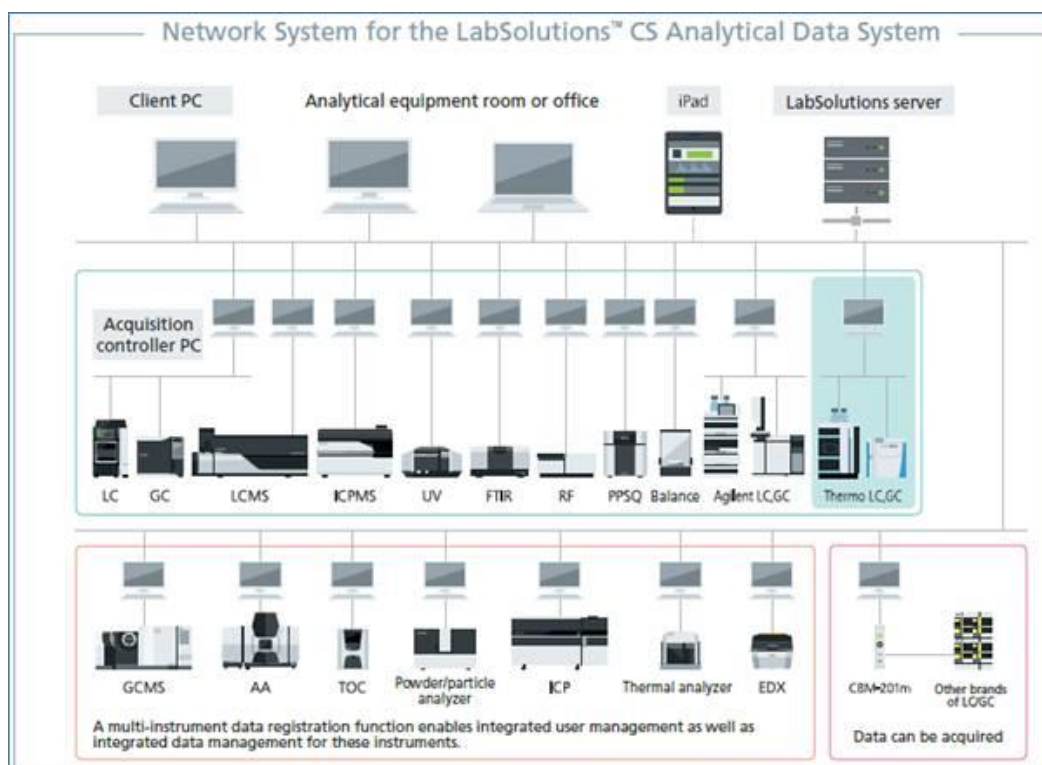 Network System for the LabSolutions™ CS Analytical Data System
Client PC
Analytical equipment room or office
iPad
LabSolutions server
Acquisition
controller PC
LC
GC
LCMS
ICPMS
UV
FTIR
RF
PPSQ
Balance
Agilent LC,GC
Thermo LC,GC
GCMS
AA
TOC
Powder/particle
analyzer
ICP
Thermal analyzer
EDX
CBM-201m
Other brands
of LC/GC
A multi-instrument data registration function enables integrated user management as well as
integrated data management for these instruments.
Data can be acquired